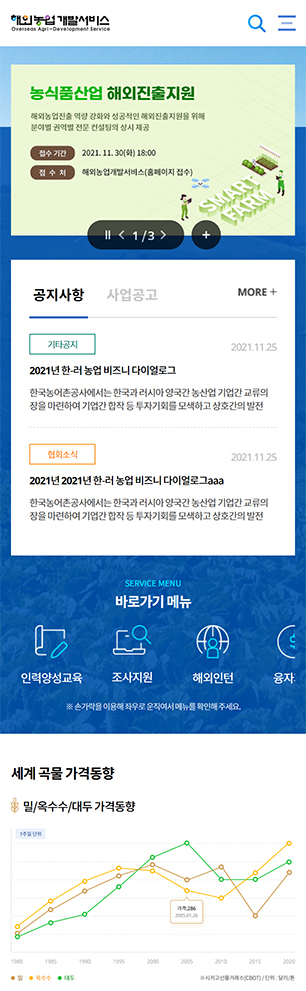 해외농업개발서비스
Overseas Agri-Development Service
농식품산업 해외진출지원
해외농업진출 역량 강화와 성공적인 해외진출지원을 위해
분야별 권역별 전문 컨설팅의 상시 제공
접수기간 2021. 11. 30(화) 18:00
접 수 처 해외농업개발서비스(홈페이지 접수)
SMART
FARM
1/3
+
공지사항 사업공고 MORE +
기타공지 2021.11.25
2021년 한-러 농업 비즈니 다이얼로그
한국농어촌공사에서는 한국과 러시아 양국간 농산업 기업간 교류의
장을 마련하여 기업간 합작 등 투자기회를 모색하고 상호간의 발전
협회소식 2021.11.25
2021년 2021년 한-러 농업 비즈니 다이얼로그aaa
한국농어촌공사에서는 한국과 러시아 양국간 농산업 기업간 교류의
장을 마련하여 기업간 합작 등 투자기회를 모색하고 상호간의 발전
SERVICE MENU
바로가기 메뉴
인력양성교육 조사지원 해외인턴 융자
※ 손가락을 이용해 좌우로 운직여서 메뉴를 확인해 주세요.
세계 곡물 가격동향
밀/옥수수/대두 가격동향
1주일 단위
가격:286
2005.01.28
1980 1985 1990 1995 2000 2005 2010 2015 2020
밀 옥수수 대두 ※시카고선물거래소(CBOT) / 단위 : 달러/톤